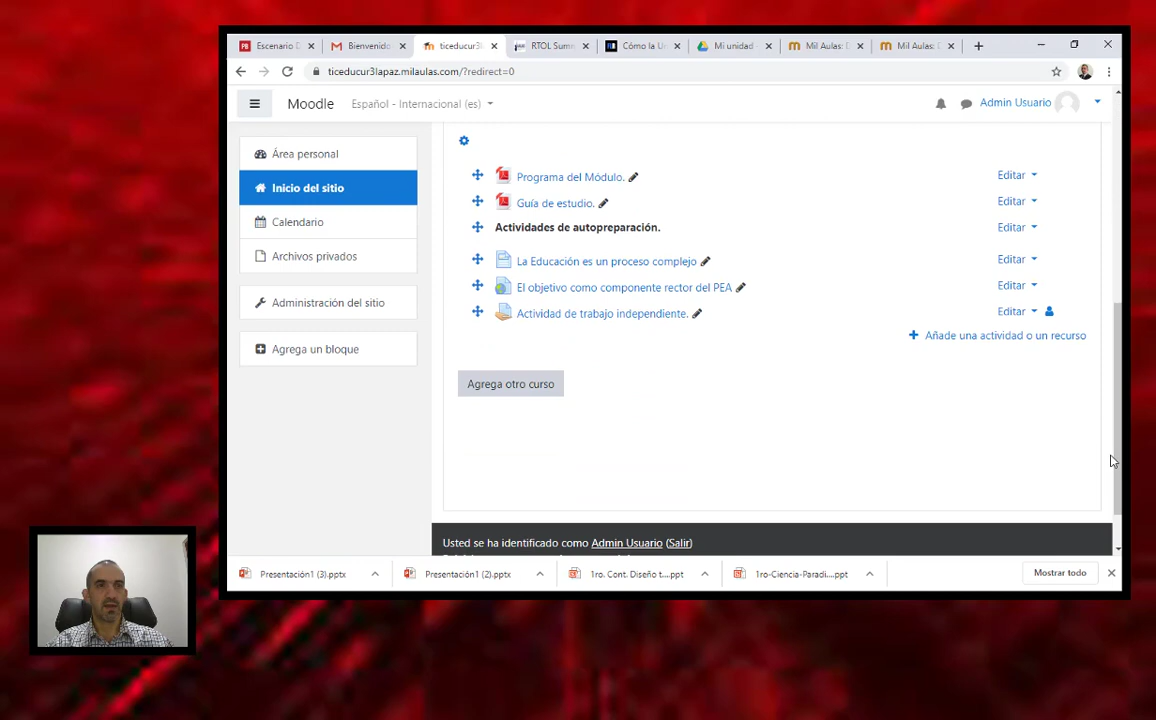 Escenario D
Bienvenido
ticeducur3l
RTOL Sum
Cómo la Un
Mi unidad
Mil Aulas: D
Mil Aulas: E
ticeducur3lapaz.milaulas.com/?redirect=0
Moodle Español - Internacional (es) Admin Usuario
Área personal
Inicio del sitio
Calendario
Archivos privados
Administración del sitio
Agrega un bloque
Programa del Módulo. Editar
Guía de estudio. Editar
Actividades de autopreparación. Editar
La Educación es un proceso complejo Editar
El objetivo como componente rector del PEA Editar
Actividad de trabajo independiente. Editar
Añade una actividad o un recurso
Agrega otro curso
Usted se ha identificado como Admin Usuario (Salir)
Presentación1 (3).pptx
Presentación1 (2).pptx
1ro. Cont. Diseño t....ppt
1ro-Ciencia-Paradi....ppt
Mostrar todo